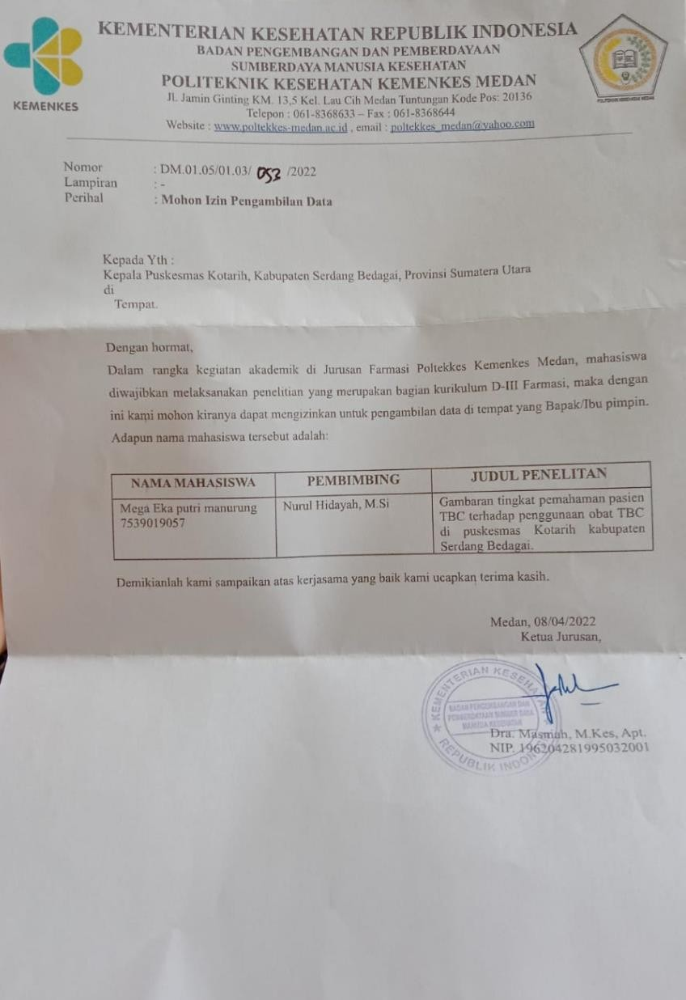 KEMENTERIAN KESEHATAN REPUBLIK INDONESIA
BADAN PENGEMBANGAN DAN PEMBERDAYAAN
SUMBERDAYA MANUSIA KESEHATAN
POLITEKNIK KESEHATAN KEMENKES MEDAN
Jl. Jamin Ginting KM. 13,5 Kel. Lau Cih Medan Tuntungan Kode Pos: 20136
Telepon : 061-8368633 – Fax : 061-8368644
Website : www.poltekkes-medan.ac.id , email : poltekkes_medan@yahoo.com
KEMENKES
Nomor : DM.01.05/01.03/ 053 /2022
Lampiran : -
Perihal : Mohon Izin Pengambilan Data
Kepada Yth :
Kepala Puskesmas Kotarih, Kabupaten Serdang Bedagai, Provinsi Sumatera Utara
di
Tempat.
Dengan hormat,
Dalam rangka kegiatan akademik di Jurusan Farmasi Poltekkes Kemenkes Medan, mahasiswa
diwajibkan melaksanakan penelitian yang merupakan bagian kurikulum D-III Farmasi, maka dengan
ini kami mohon kiranya dapat mengizinkan untuk pengambilan data di tempat yang Bapak/Ibu pimpin.
Adapun nama mahasiswa tersebut adalah:
NAMA MAHASISWA PEMBIMBING JUDUL PENELITAN
Mega Eka putri manurung Nurul Hidayah, M.Si Gambaran tingkat pemahaman pasien
7539019057 TBC terhadap penggunaan obat TBC
di puskesmas Kotarih kabupaten
Serdang Bedagai.
Demikianlah kami sampaikan atas kerjasama yang baik kami ucapkan terima kasih.
Medan, 08/04/2022
Ketua Jurusan,
KEMENTERIAN KESEHATAN
BADAN PENGEMBANGAN DAN
PEMBERDAYAAN SUMBER DAYA
MANUSIA KESEHATAN
REPUBLIK INDONESIA
Dra. Masniah, M.Kes, Apt.
NIP. 196204281995032001